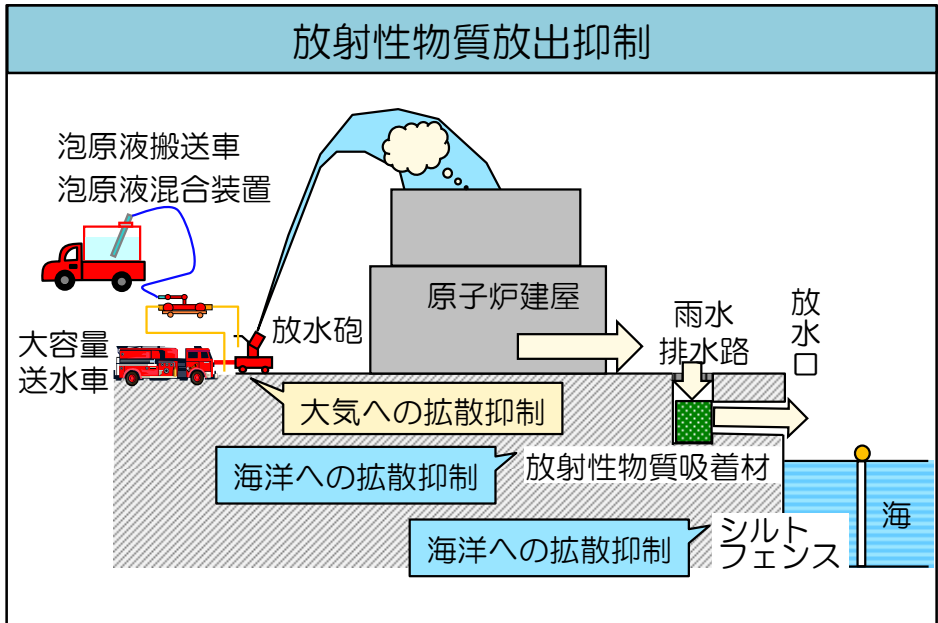 放射性物質放出抑制
泡原液搬送車
泡原液混合装置
原子炉建屋
放水砲
大容量
送水車
雨水
排水路
放水口
大気への拡散抑制
海洋への拡散抑制
放射性物質吸着材
海洋への拡散抑制
シルト
フェンス
海